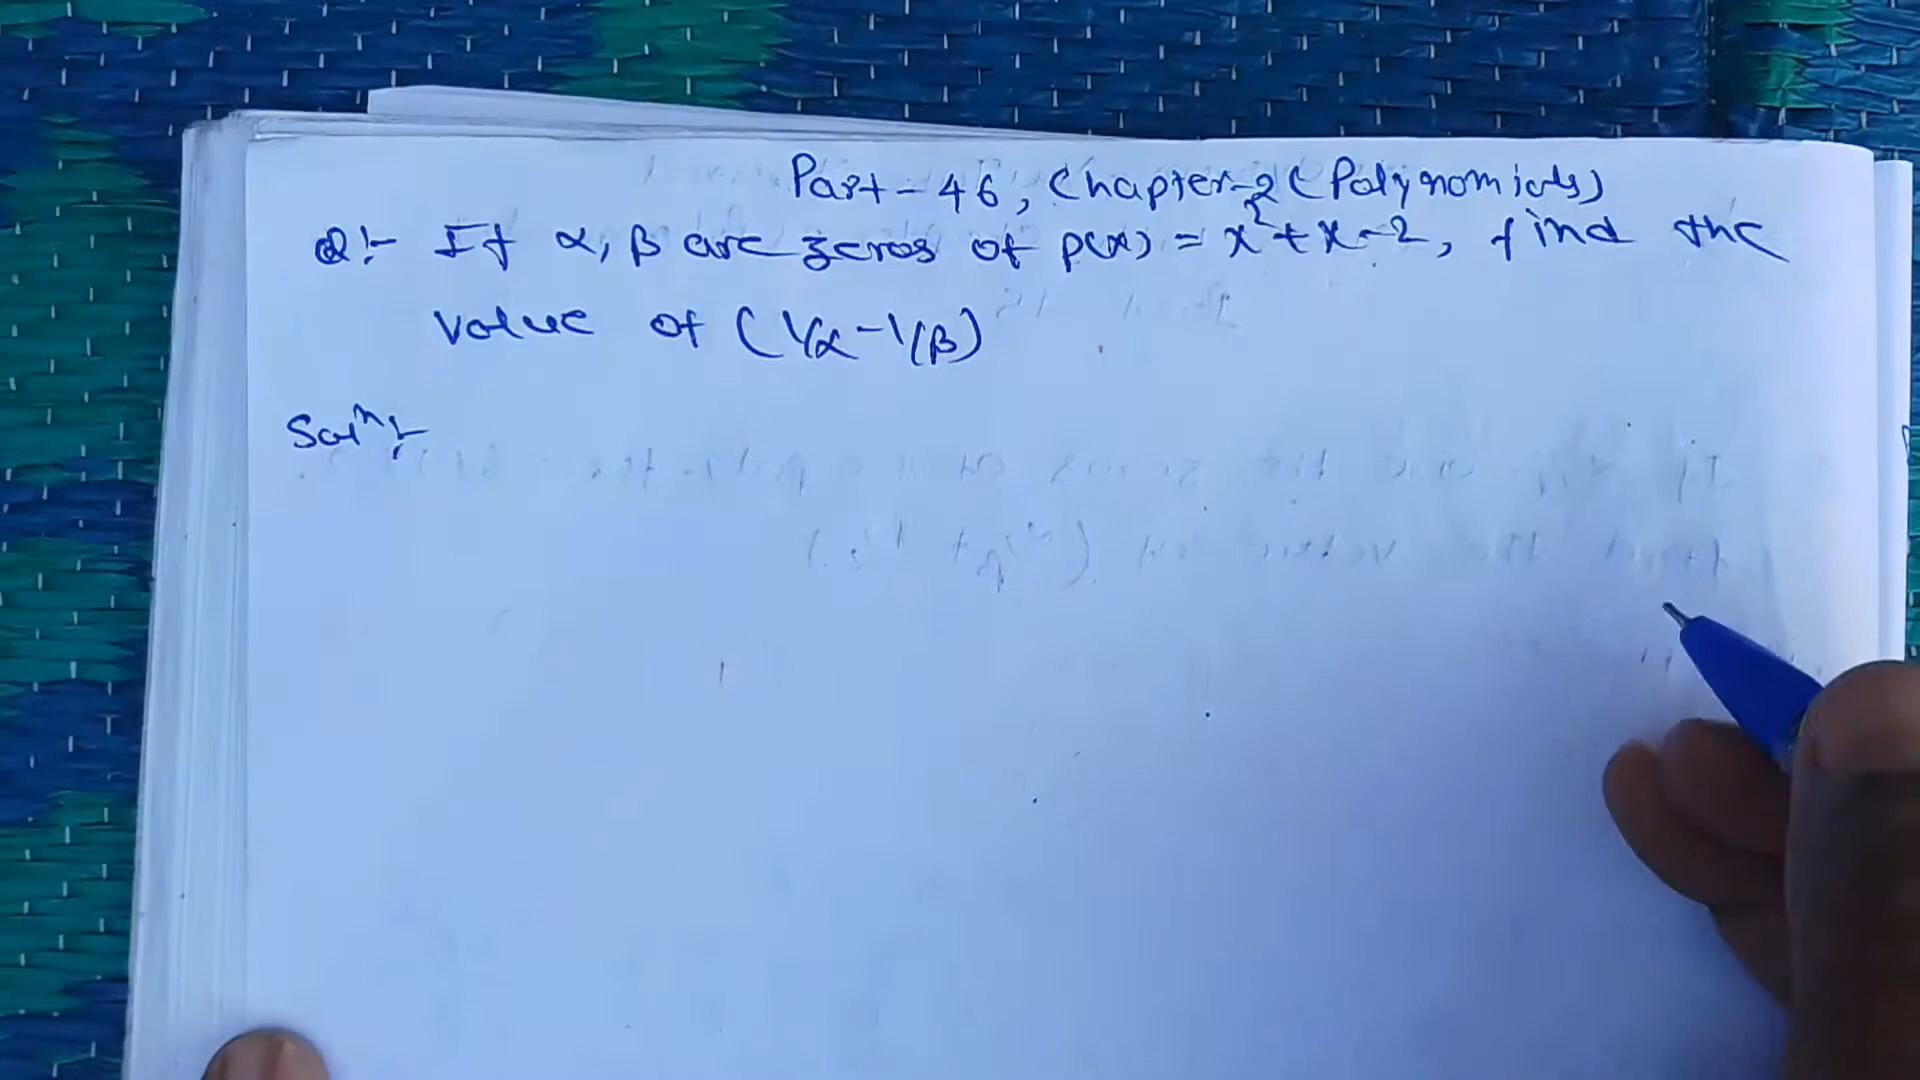 Part-46, Chapter-2 (Polynomials)
Q:- If α, β are zeros of p(x) = x²+x-2, find the
value of (1/α-1/β)
Solⁿ:-